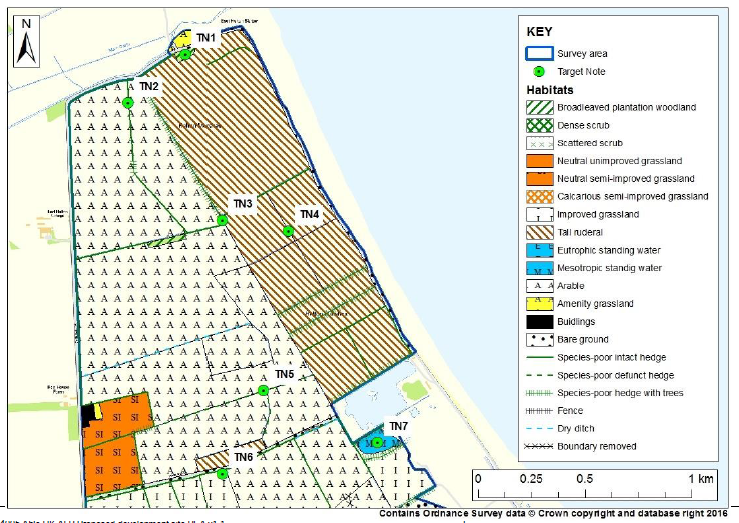 N
TN1
TN2
TN3
TN4
TN5
TN6
TN7
KEY
Survey area
Target Note
Habitats
Broadleaved plantation woodland
Dense scrub
Scattered scrub
Neutral unimproved grassland
Neutral semi-improved grassland
Calcarious semi-improved grassland
Improved grassland
Tall ruderal
Eutrophic standing water
Mesotropic standig water
Arable
Amenity grassland
Buidlings
Bare ground
Species-poor intact hedge
Species-poor defunct hedge
Species-poor hedge with trees
Fence
Dry ditch
Boundary removed
0 0.25 0.5 1 km
Contains Ordnance Survey data © Crown copyright and database right 2016